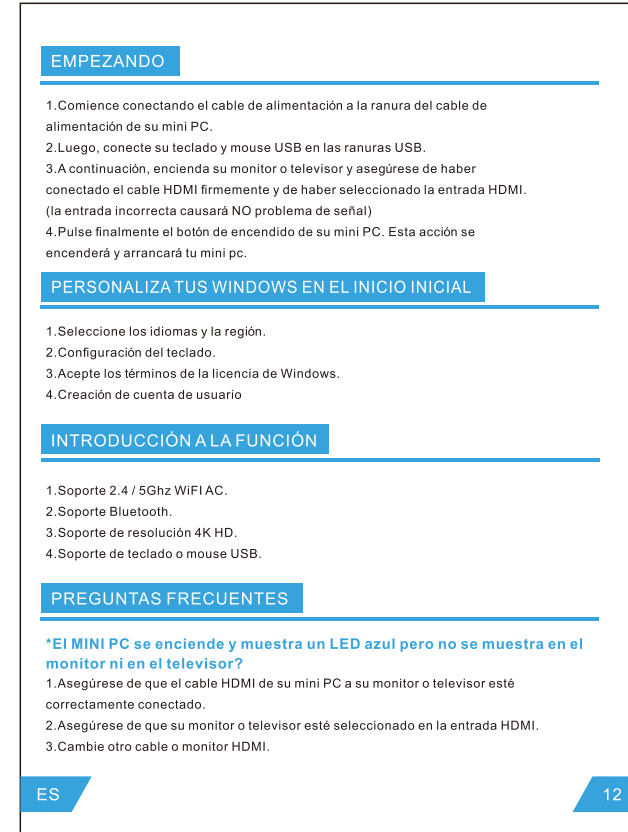 EMPEZANDO
1.Comience conectando el cable de alimentación a la ranura del cable de
alimentación de su mini PC.
2.Luego, conecte su teclado y mouse USB en las ranuras USB.
3.A continuación, encienda su monitor o televisor y asegúrese de haber
conectado el cable HDMI firmemente y de haber seleccionado la entrada HDMI.
(la entrada incorrecta causará NO problema de señal)
4.Pulse finalmente el botón de encendido de su mini PC. Esta acción se
encenderá y arrancará tu mini pc.
PERSONALIZA TUS WINDOWS EN EL INICIO INICIAL
1.Seleccione los idiomas y la región.
2.Configuración del teclado.
3.Acepte los términos de la licencia de Windows.
4.Creación de cuenta de usuario
INTRODUCCIÓN A LA FUNCIÓN
1.Soporte 2.4 / 5Ghz WiFI AC.
2.Soporte Bluetooth.
3.Soporte de resolución 4K HD.
4.Soporte de teclado o mouse USB.
PREGUNTAS FRECUENTES
*El MINI PC se enciende y muestra un LED azul pero no se muestra en el
monitor ni en el televisor?
1.Asegúrese de que el cable HDMI de su mini PC a su monitor o televisor esté
correctamente conectado.
2.Asegúrese de que su monitor o televisor esté seleccionado en la entrada HDMI.
3.Cambie otro cable o monitor HDMI.
ES
12